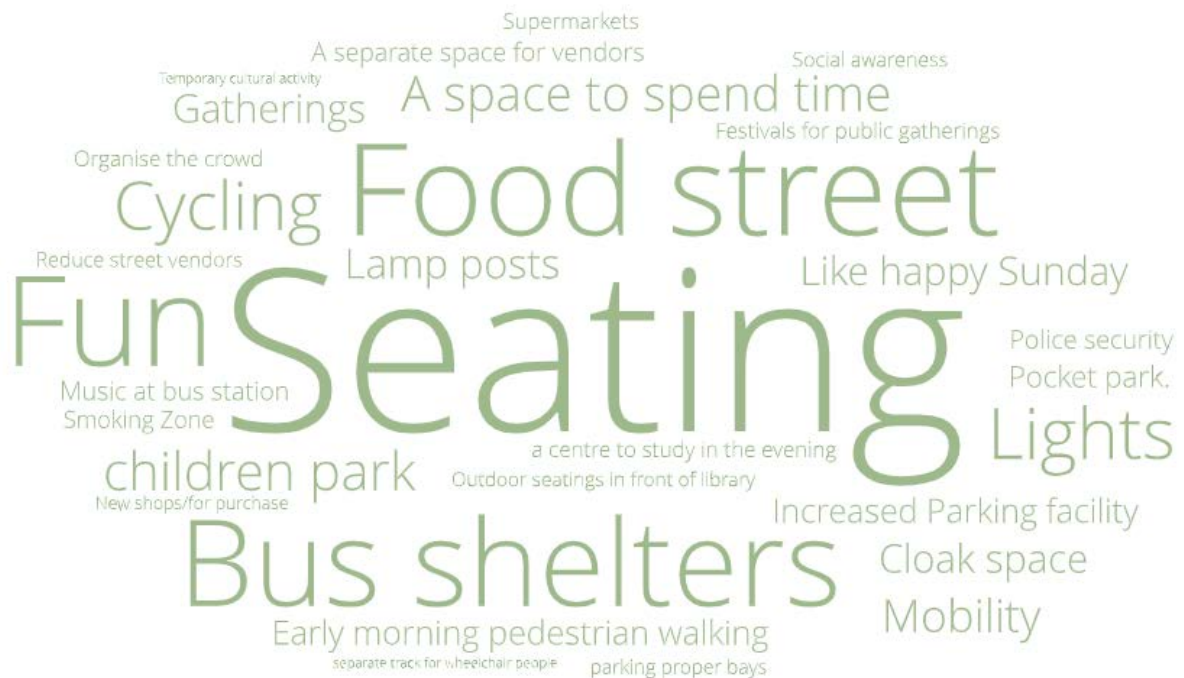 Supermarkets
A separate space for vendors
Social awareness
Temporary cultural activity
Gatherings
A space to spend time
Festivals for public gatherings
Organise the crowd
Food street
Cycling
Reduce street vendors
Lamp posts
Like happy Sunday
Fun
Seating
Police security
Music at bus station
Pocket park.
Smoking Zone
Lights
a centre to study in the evening
children park
Outdoor seatings in front of library
New shops/for purchase
Increased Parking facility
Bus shelters
Cloak space
Mobility
Early morning pedestrian walking
separate track for wheelchair people
parking proper bays